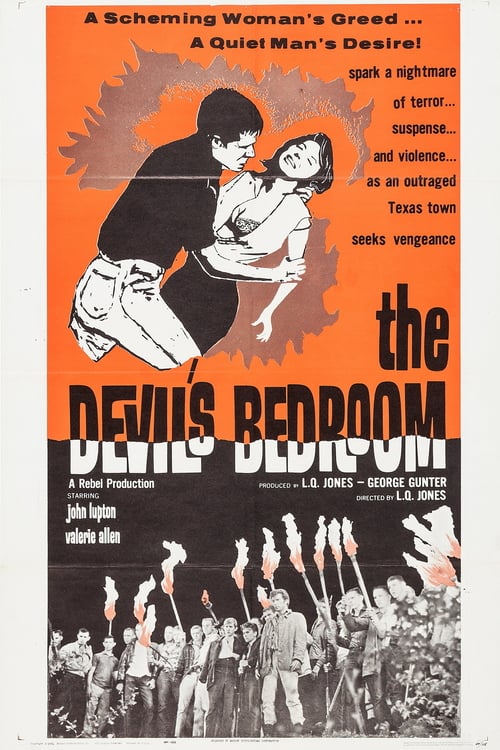 A Scheming Woman's Greed ...
A Quiet Man's Desire!
spark a nightmare
of terror...
suspense...
and violence...
as an outraged
Texas town
seeks vengeance
the
DEVIL'S BEDROOM
A Rebel Production
STARRING
john lupton
valerie allen
PRODUCED BY L.Q. JONES – GEORGE GUNTER
DIRECTED BY L.Q. JONES